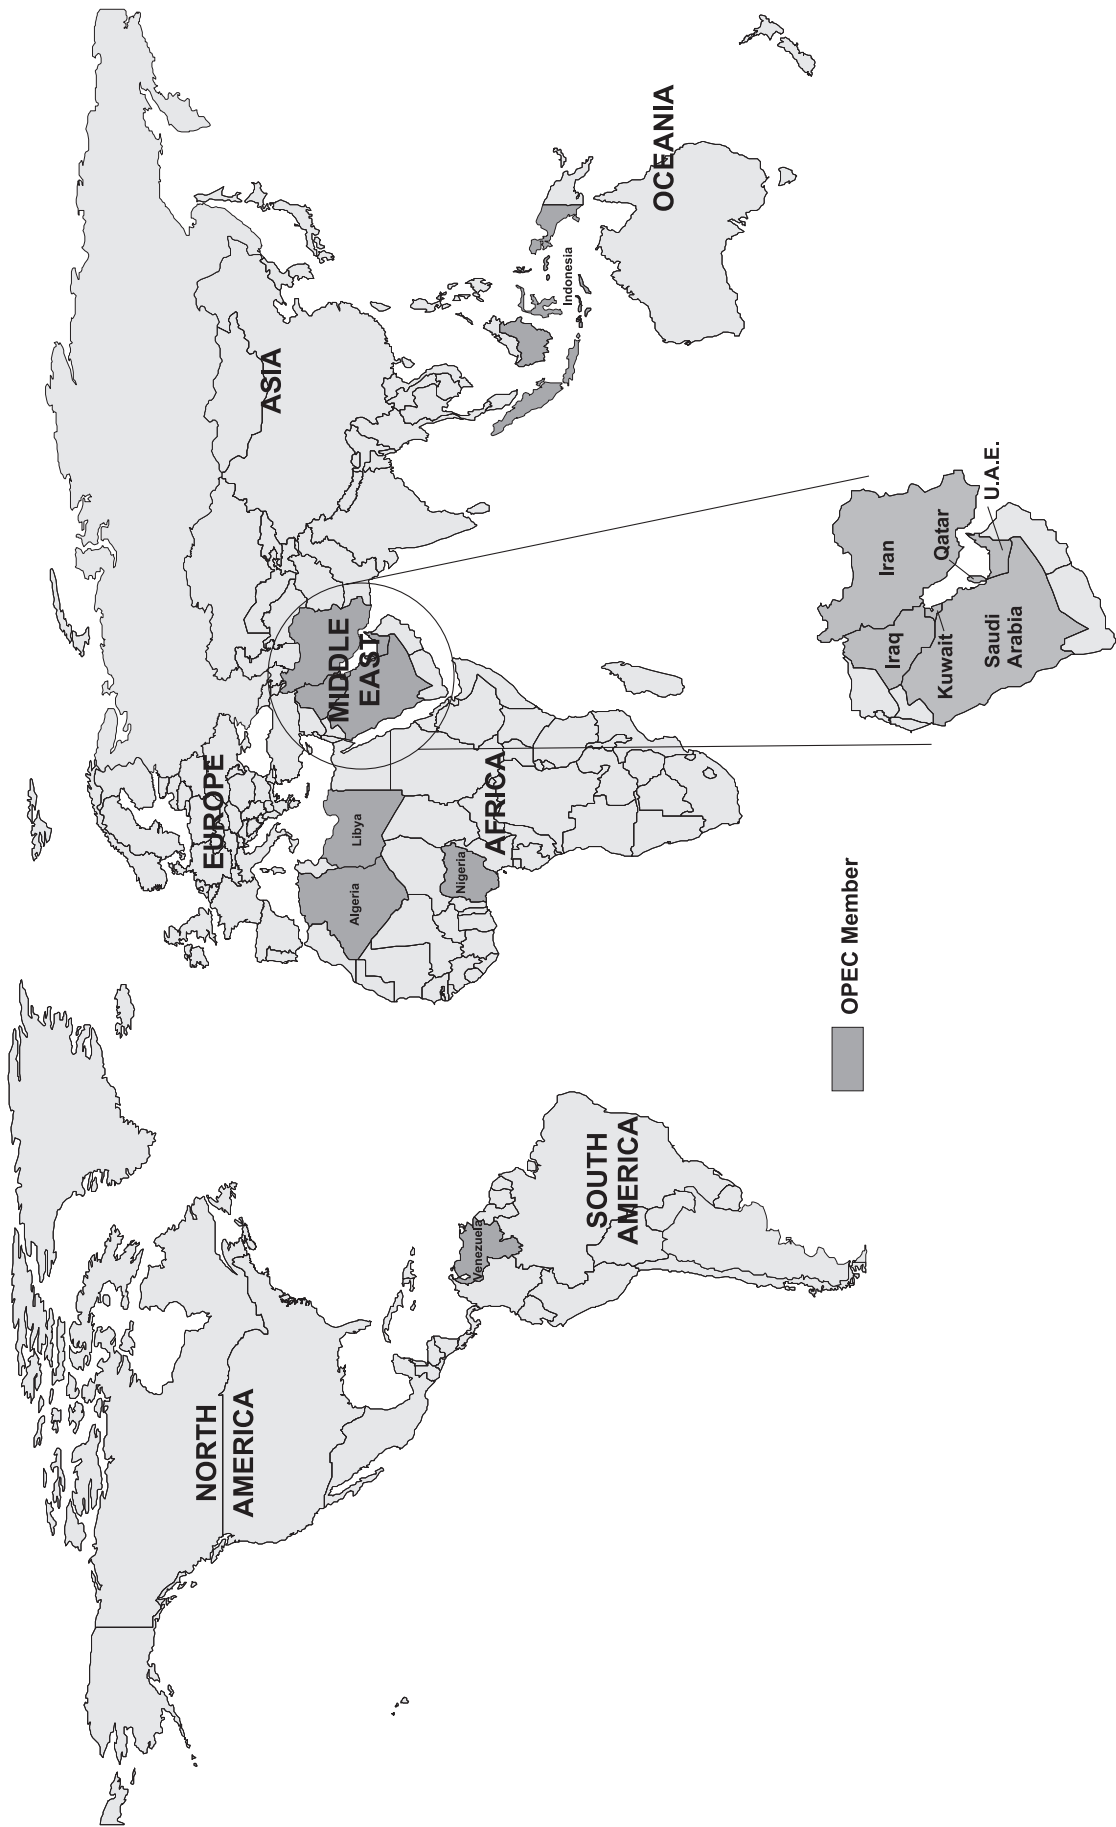 NORTH
AMERICA
SOUTH
AMERICA
Venezuela
EUROPE
AFRICA
Algeria
Libya
Nigeria
MIDDLE
EAST
ASIA
Indonesia
OCEANIA
OPEC Member
Iran
Iraq
Qatar
Kuwait
U.A.E.
Saudi
Arabia